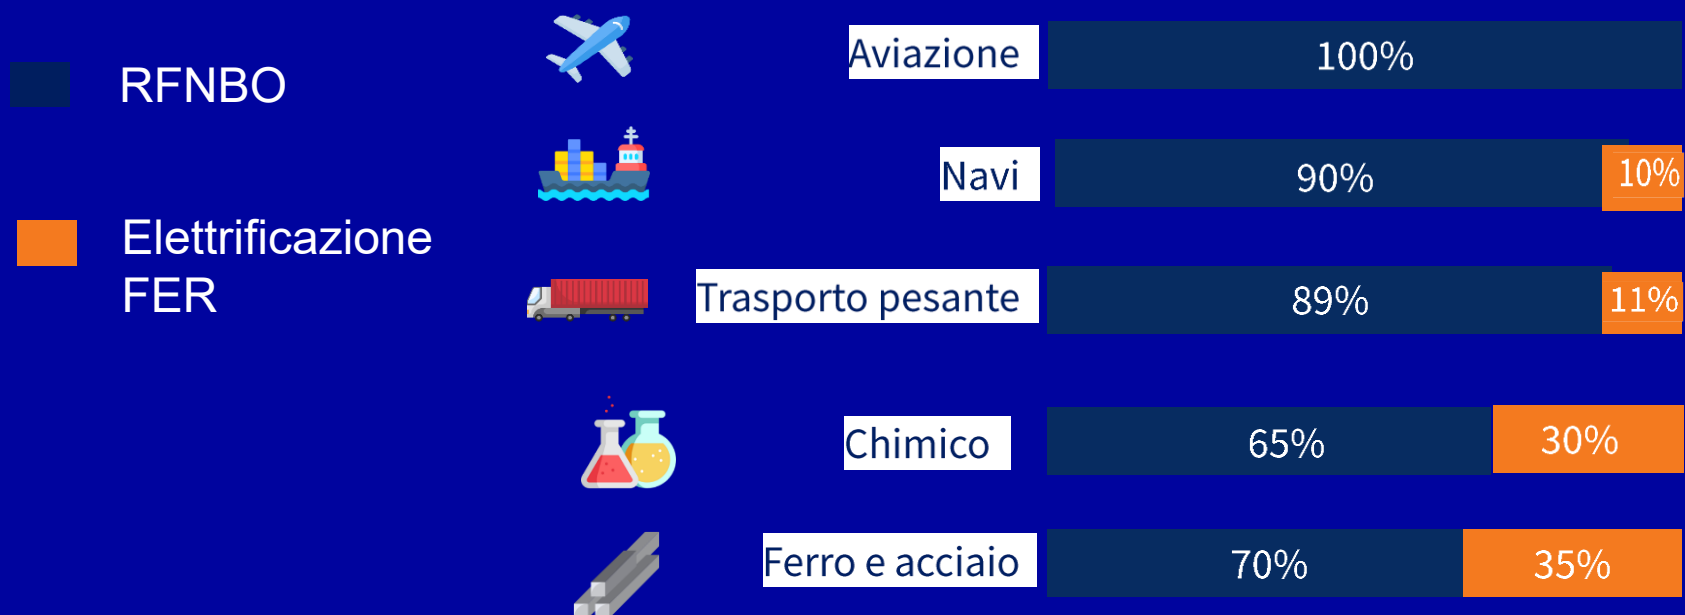 RFNBO
Elettrificazione
FER
Aviazione 100%
Navi 90% 10%
Trasporto pesante 89% 11%
Chimico 65% 30%
Ferro e acciaio 70% 35%